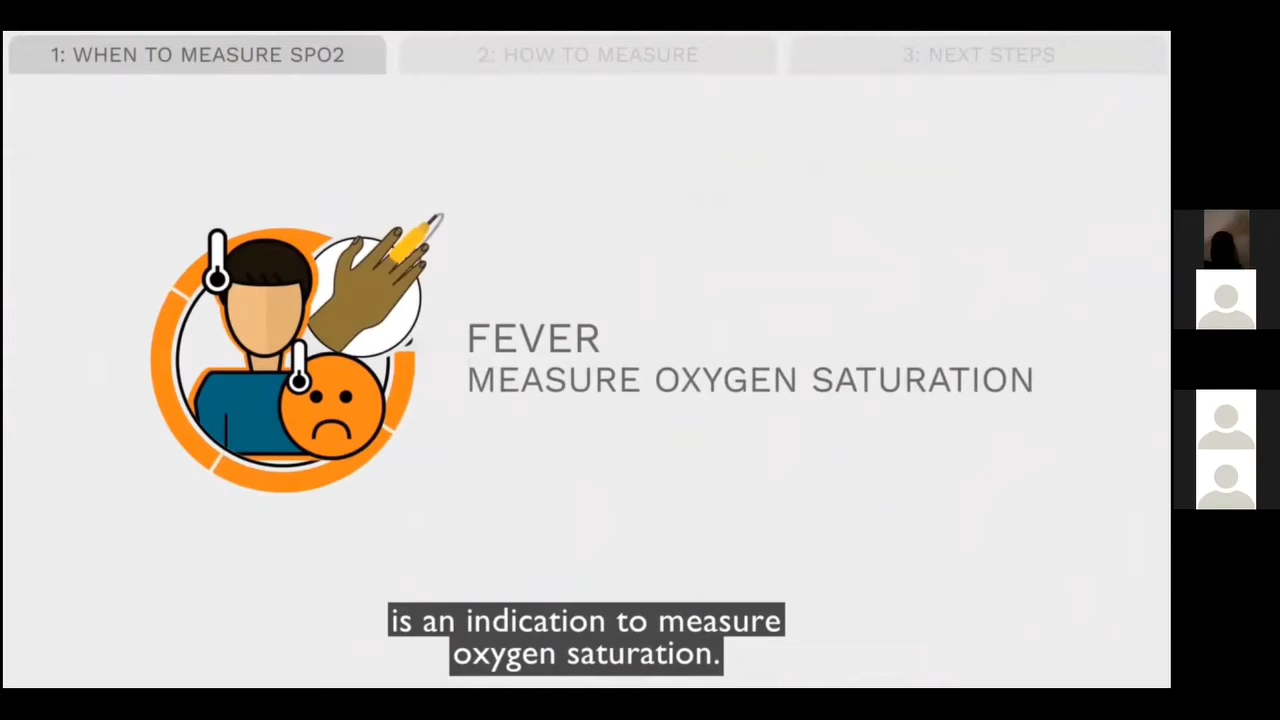 1: WHEN TO MEASURE SPO2
2: HOW TO MEASURE
3: NEXT STEPS
FEVER
MEASURE OXYGEN SATURATION
is an indication to measure
oxygen saturation.